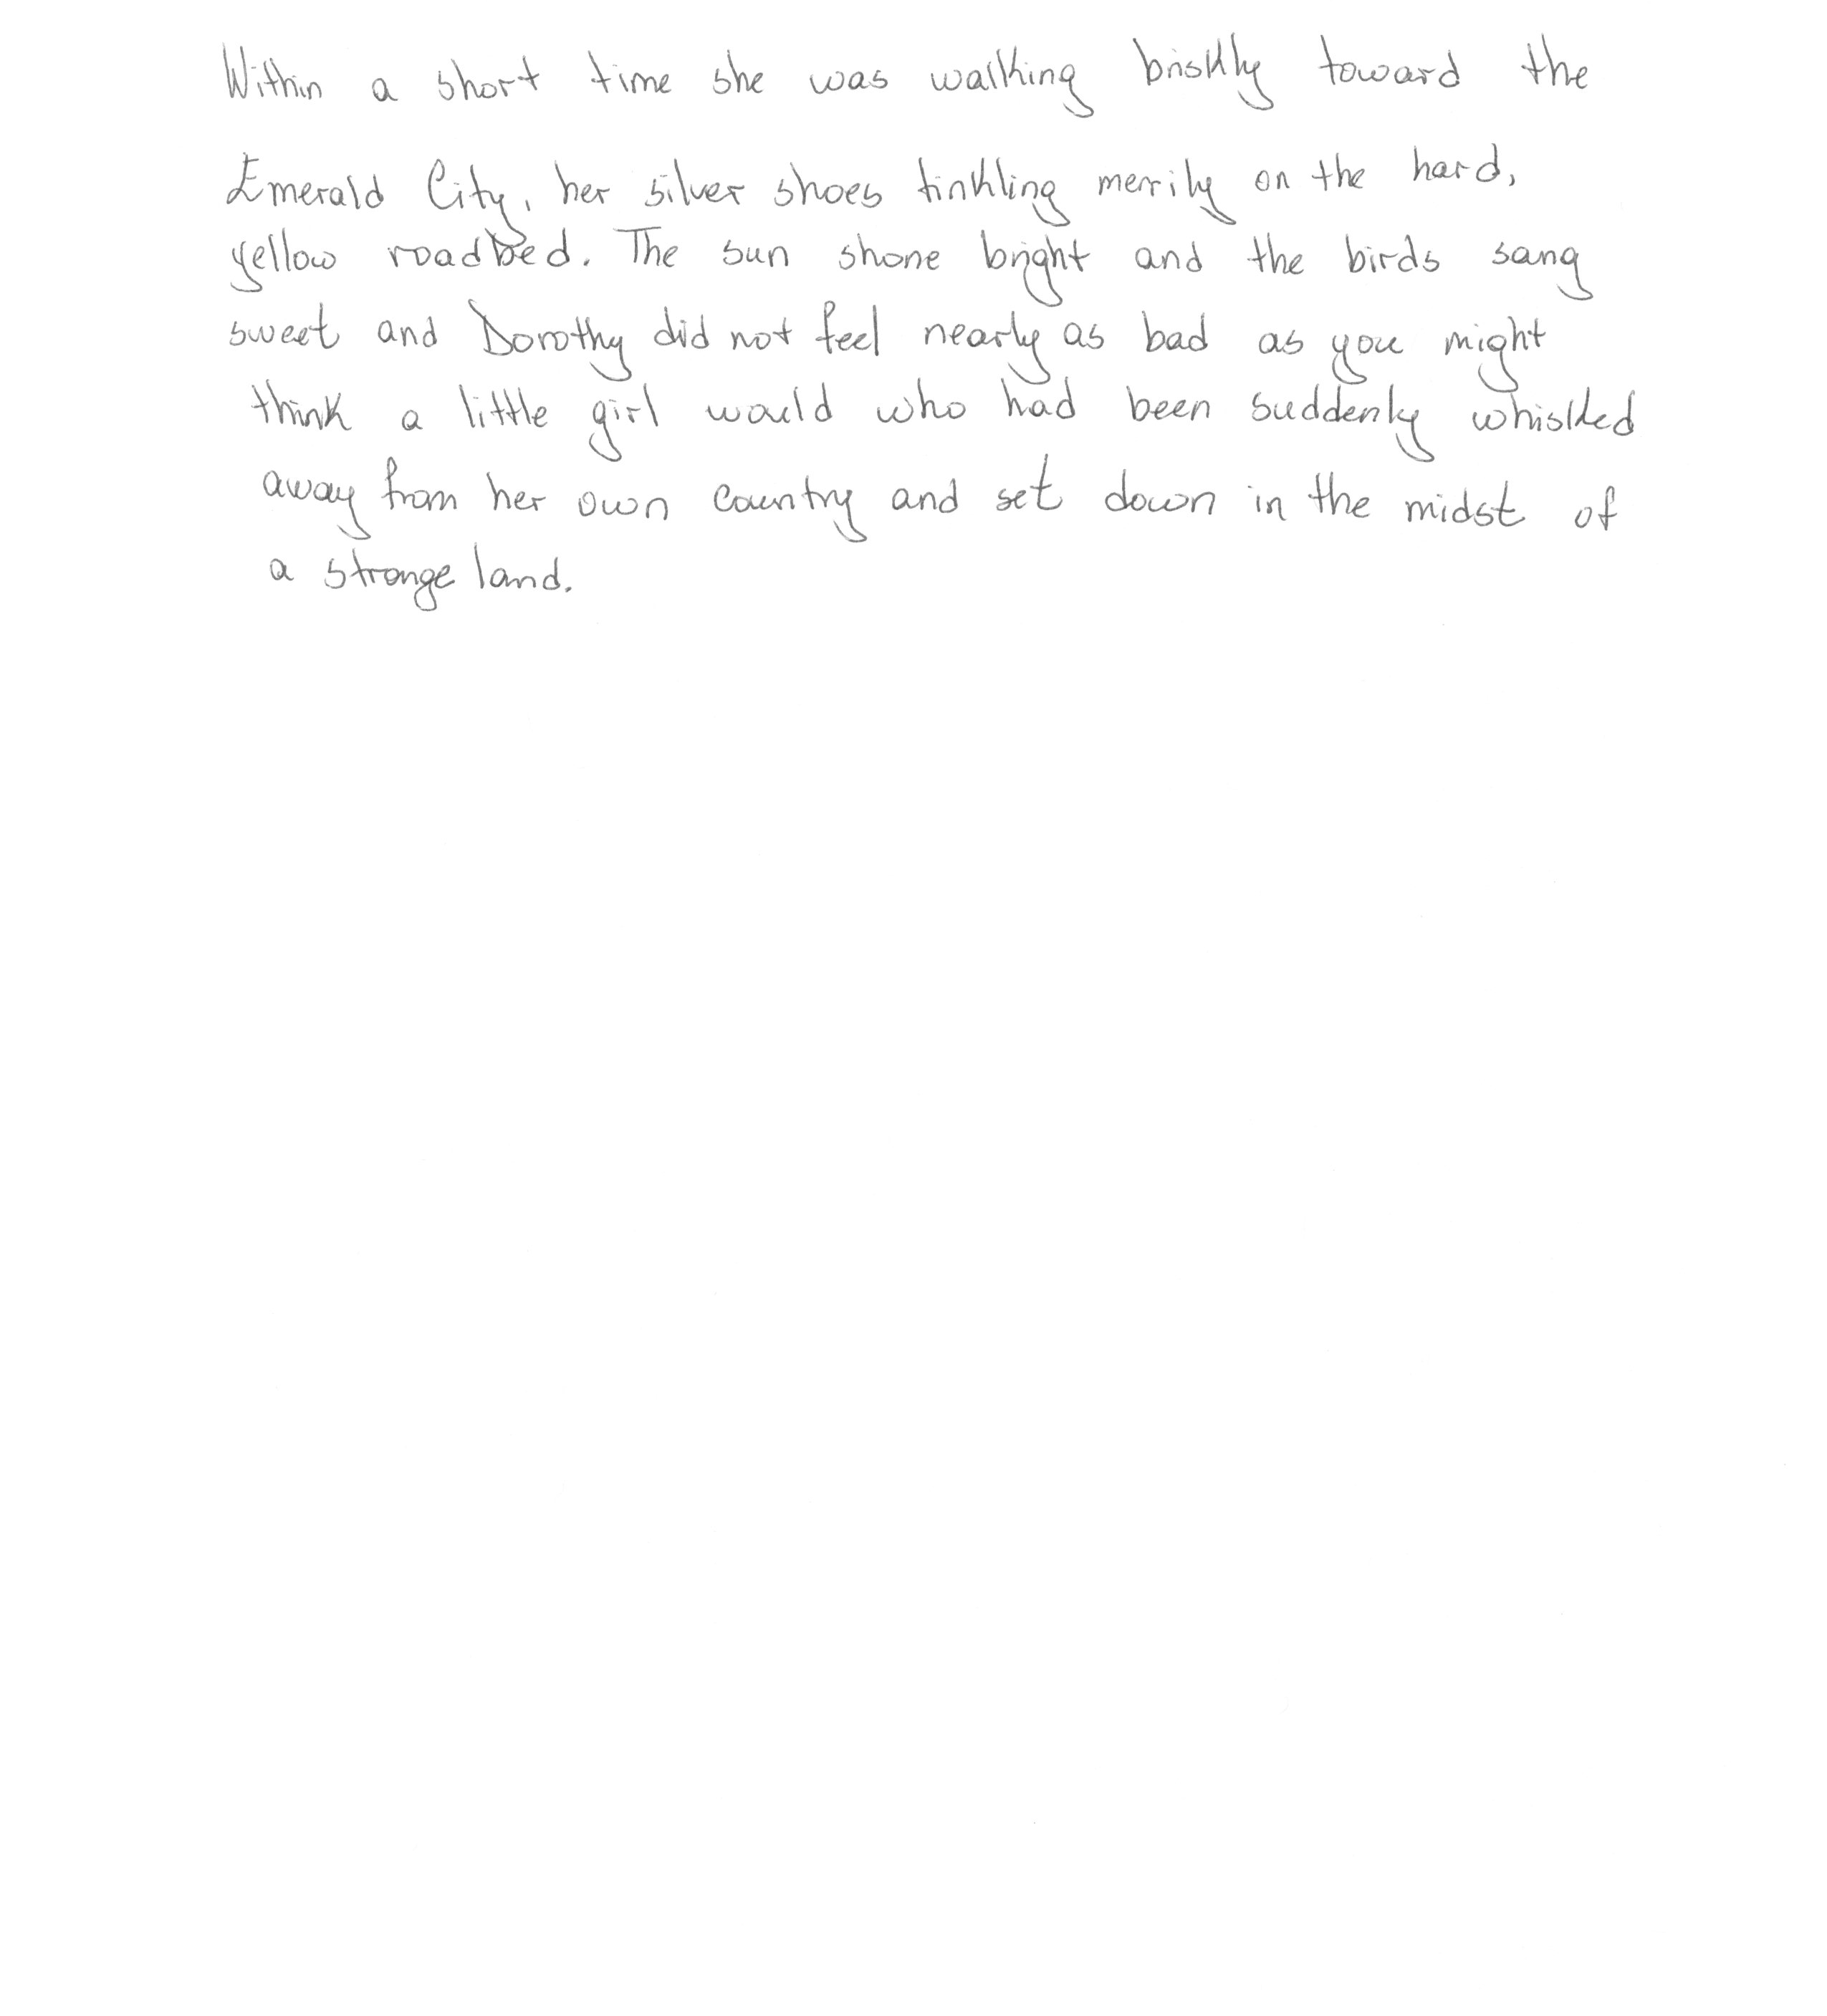 Within a short time she was walking briskly toward the
Emerald City, her silver shoes tinkling merrily on the hard,
yellow roadbed. The sun shone bright and the birds sang
sweet and Dorothy did not feel nearly as bad as you might
think a little girl would who had been suddenly whisked
away from her own country and set down in the midst of
a strange land.